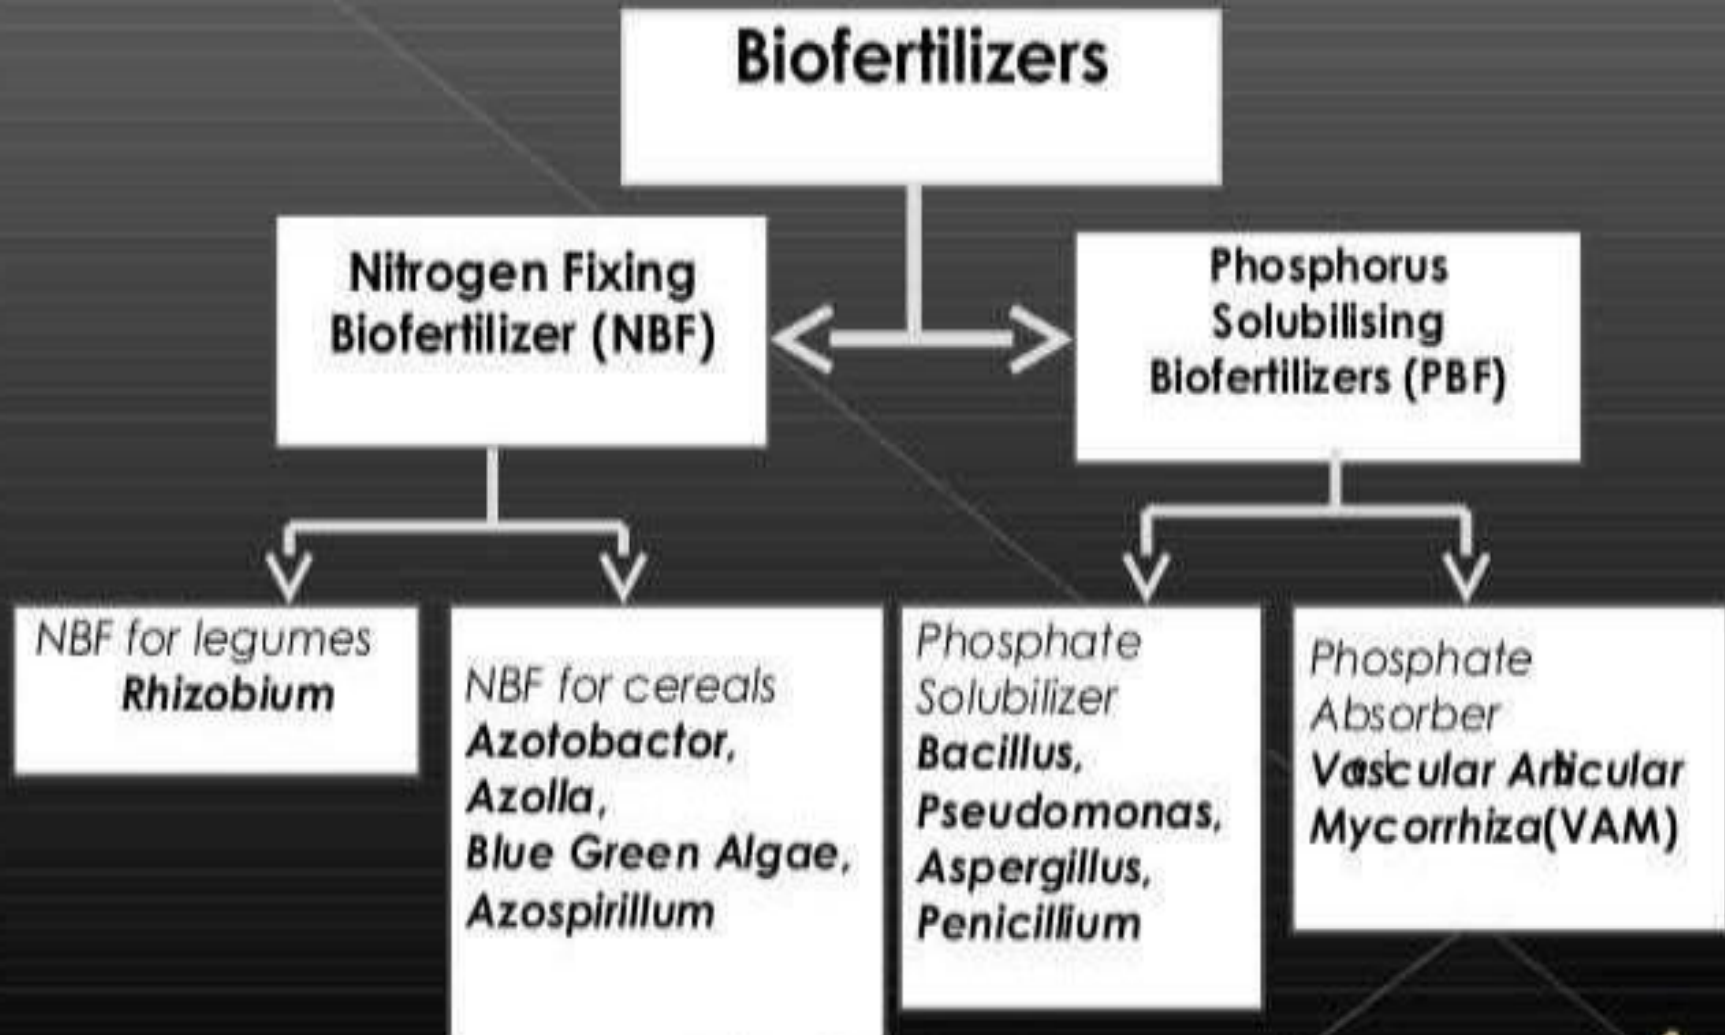 Biofertilizers
Nitrogen Fixing
Biofertilizer (NBF)
Phosphorus
Solubilising
Biofertilizers (PBF)
NBF for legumes
Rhizobium
NBF for cereals
Azotobactor,
Azolla,
Blue Green Algae,
Azospirillum
Phosphate
Solubilizer
Bacillus,
Pseudomonas,
Aspergillus,
Penicillium
Phosphate
Absorber
Mycorrhiza(VAM)